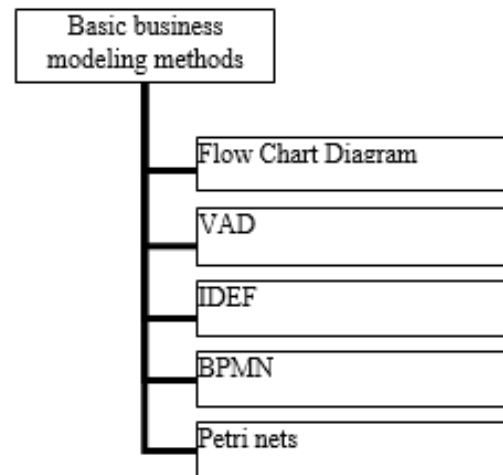 Basic business
modeling methods
Flow Chart Diagram
VAD
IDEF
BPMN
Petri nets